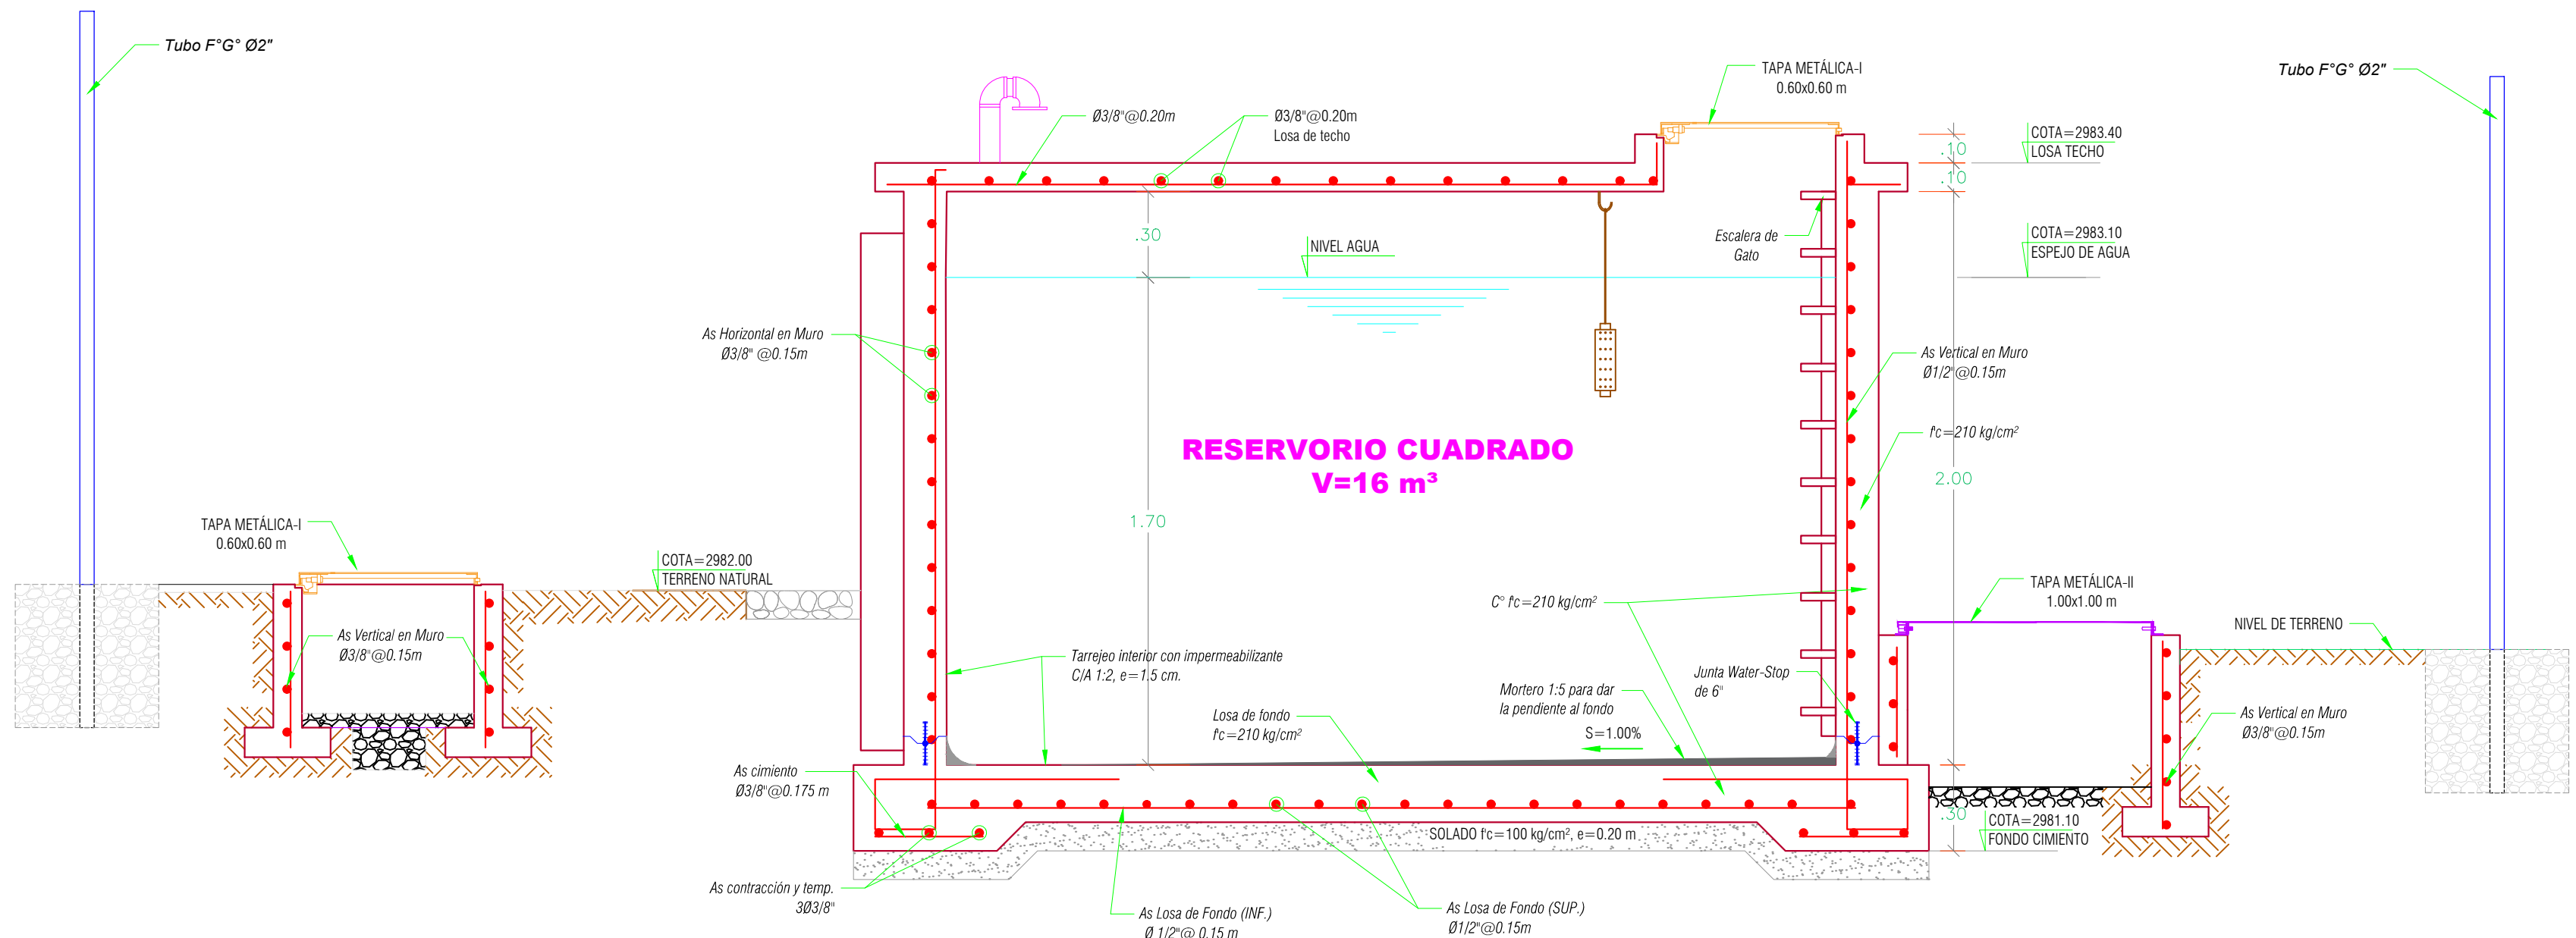 Tubo F°G° Ø2"
Tubo F°G° Ø2"
TAPA METÁLICA-I
0.60x0.60 m
Ø3/8"@0.20m
Ø3/8"@0.20m
Losa de techo
COTA=2983.40
LOSA TECHO
.10
.10
Escalera de
Gato
COTA=2983.10
ESPEJO DE AGUA
NIVEL AGUA
.30
As Horizontal en Muro
Ø3/8" @0.15m
As Vertical en Muro
Ø1/2"@0.15m
f'c=210 kg/cm²
RESERVORIO CUADRADO
V=16 m³
2.00
1.70
TAPA METÁLICA-I
0.60x0.60 m
COTA=2982.00
TERRENO NATURAL
TAPA METÁLICA-II
1.00x1.00 m
C° f'c=210 kg/cm²
NIVEL DE TERRENO
As Vertical en Muro
Ø3/8"@0.15m
Tarrejeo interior con impermeabilizante
C/A 1:2, e=1.5 cm.
Junta Water-Stop
de 6"
Mortero 1:5 para dar
la pendiente al fondo
Losa de fondo
f'c=210 kg/cm²
S=1.00%
As Vertical en Muro
Ø3/8"@0.15m
As cimiento
Ø3/8"@0.175 m
.30
COTA=2981.10
FONDO CIMIENTO
SOLADO f'c=100 kg/cm², e=0.20 m
As contracción y temp.
3Ø3/8"
As Losa de Fondo (INF.)
Ø 1/2"@ 0.15 m
As Losa de Fondo (SUP.)
Ø1/2"@0.15m